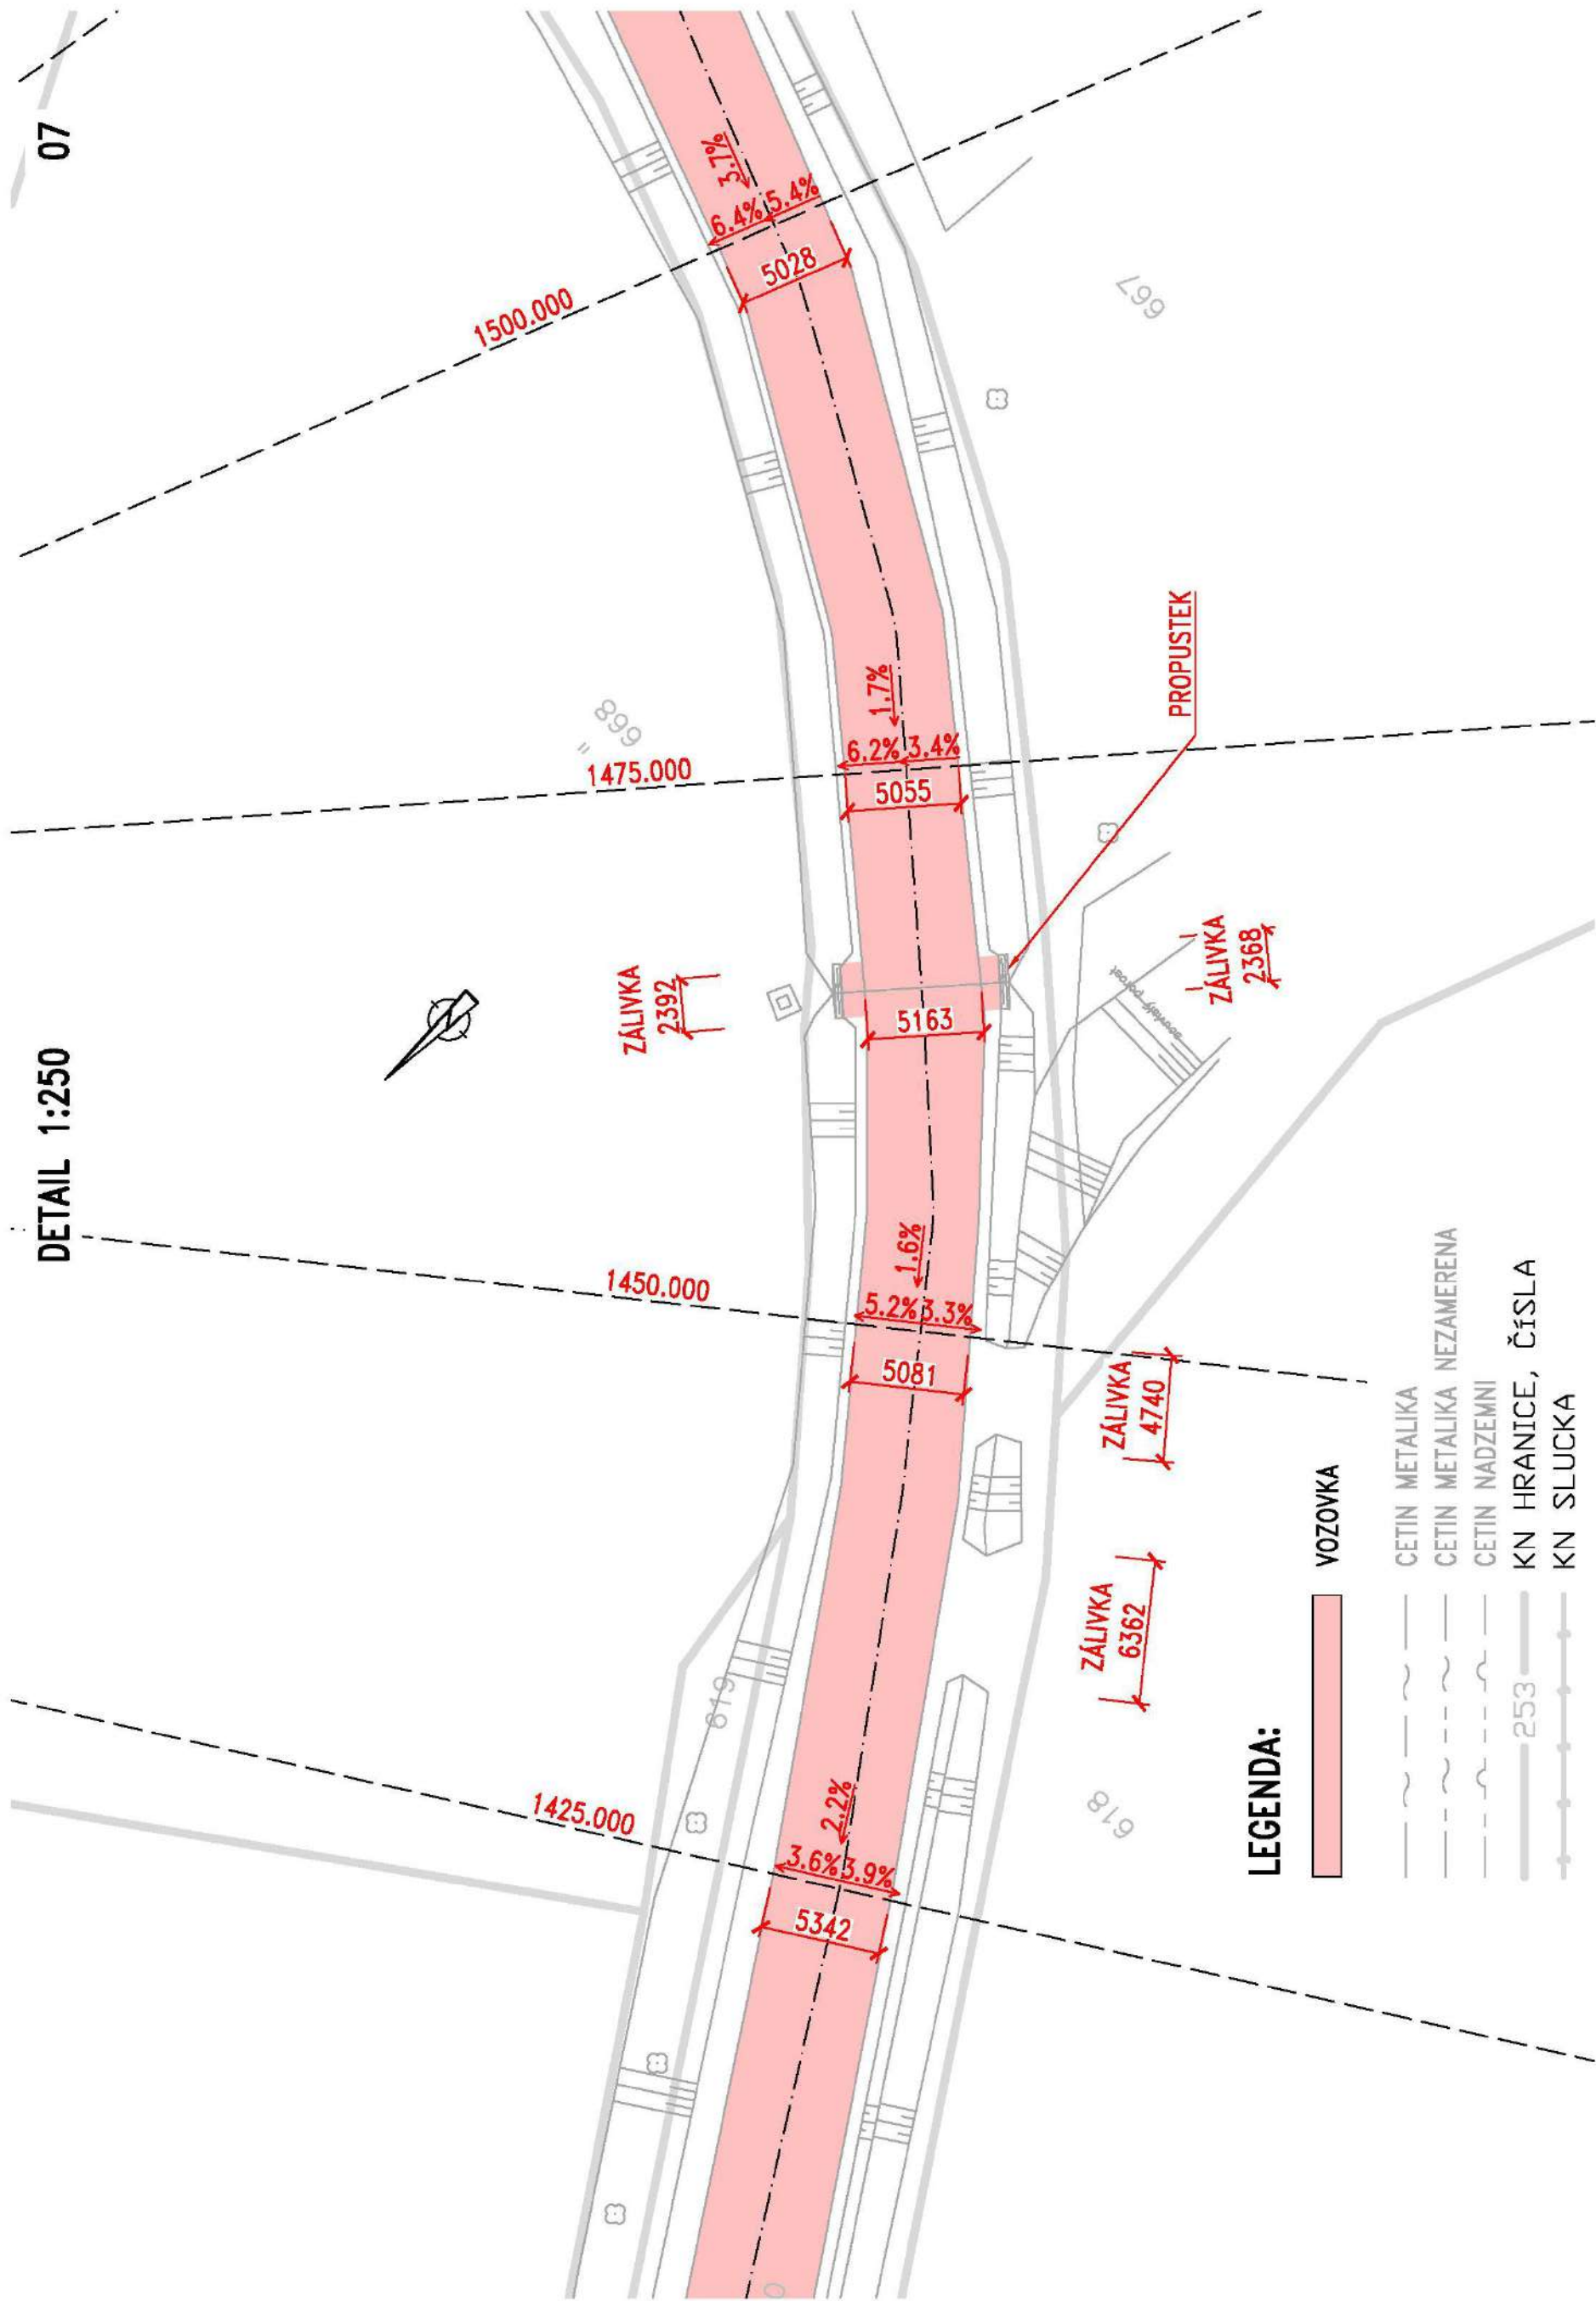 DETAIL 1:250
07
1425.000
1450.000
1475.000
1500.000
668
"
619
ZÁLIVKA
2392
2.2%
3.6%
3.9%
5342
1.6%
5.2%
3.3%
5081
5163
1.7%
6.2%
3.4%
5055
3.7%
6.4%
5.4%
5028
0
618
667
ZÁLIVKA
6362
ZÁLIVKA
4740
ZÁLIVKA
2368
PROPUSTEK
LEGENDA:
VOZOVKA
CETIN METALIKA
CETIN METALIKA NEZAMERENA
CETIN NADZEMNI
253 KN HRANICE, ČíSLA
KN SLUCKA